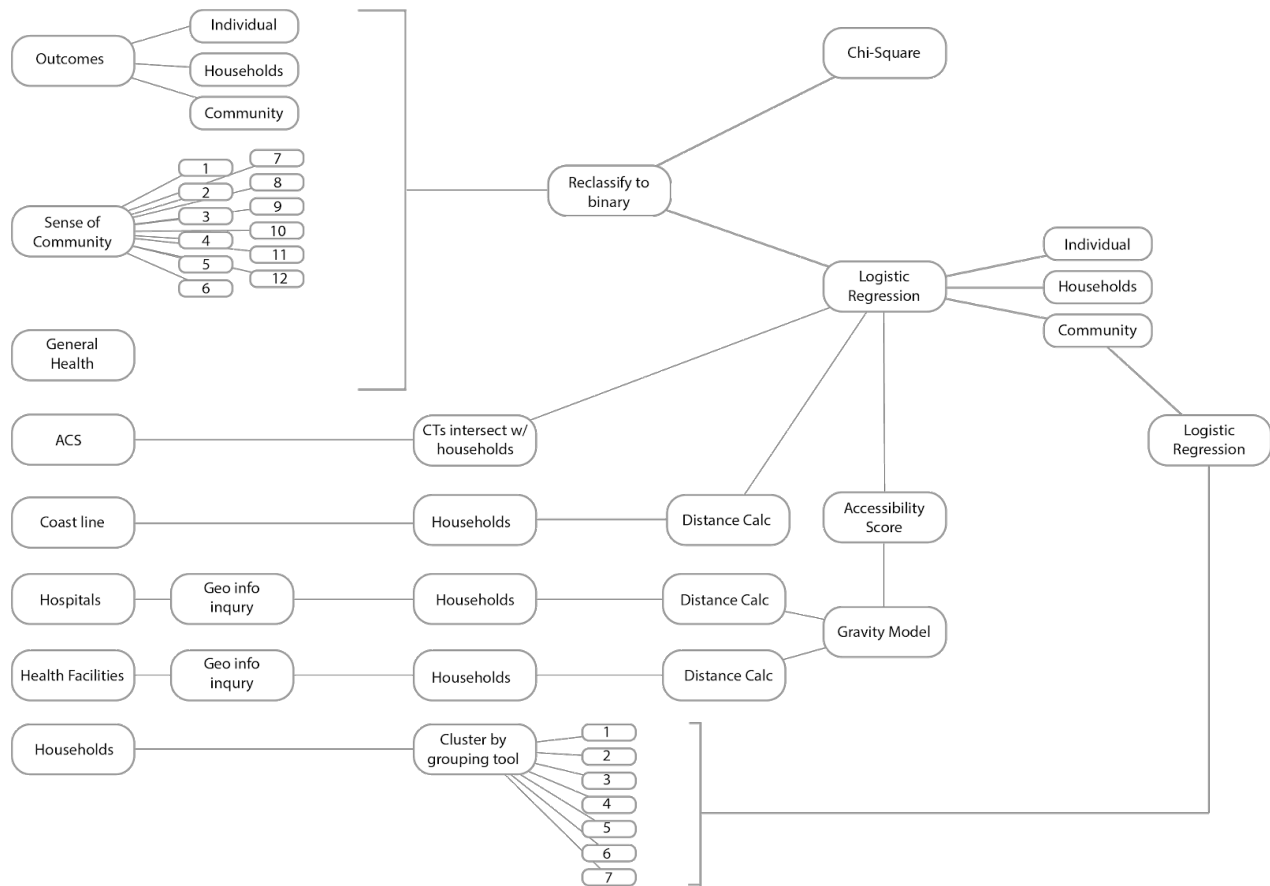 Outcomes
Individual
Households
Community
Sense of
Community
1
2
3
4
5
6
7
8
9
10
11
12
General
Health
Reclassify to
binary
Chi-Square
Logistic
Regression
Individual
Households
Community
Logistic
Regression
ACS
CTs intersect w/
households
Coast line
Households
Distance Calc
Accessibility
Score
Hospitals
Geo info
inqury
Households
Distance Calc
Gravity Model
Health Facilities
Geo info
inqury
Households
Distance Calc
Households
Cluster by
grouping tool
1
2
3
4
5
6
7